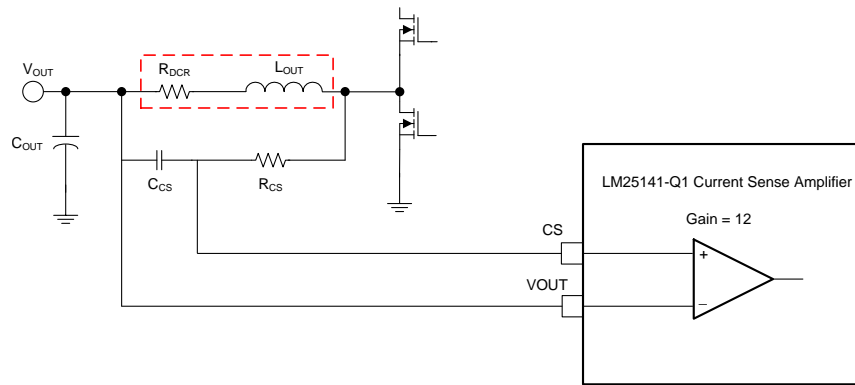 VOUT
RDCR
LOUT
COUT
CCS
RCS
LM25141-Q1 Current Sense Amplifier
Gain = 12
CS
+
VOUT
−